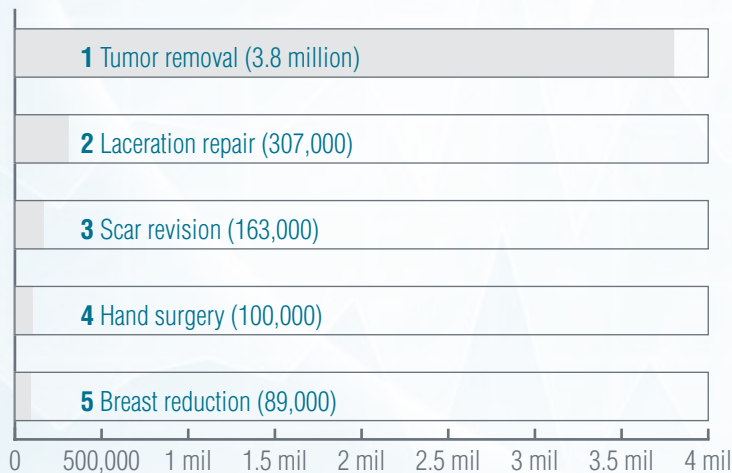 1 Tumor removal (3.8 million)
2 Laceration repair (307,000)
3 Scar revision (163,000)
4 Hand surgery (100,000)
5 Breast reduction (89,000)
0 500,000 1 mil 1.5 mil 2 mil 2.5 mil 3 mil 3.5 mil 4 mil